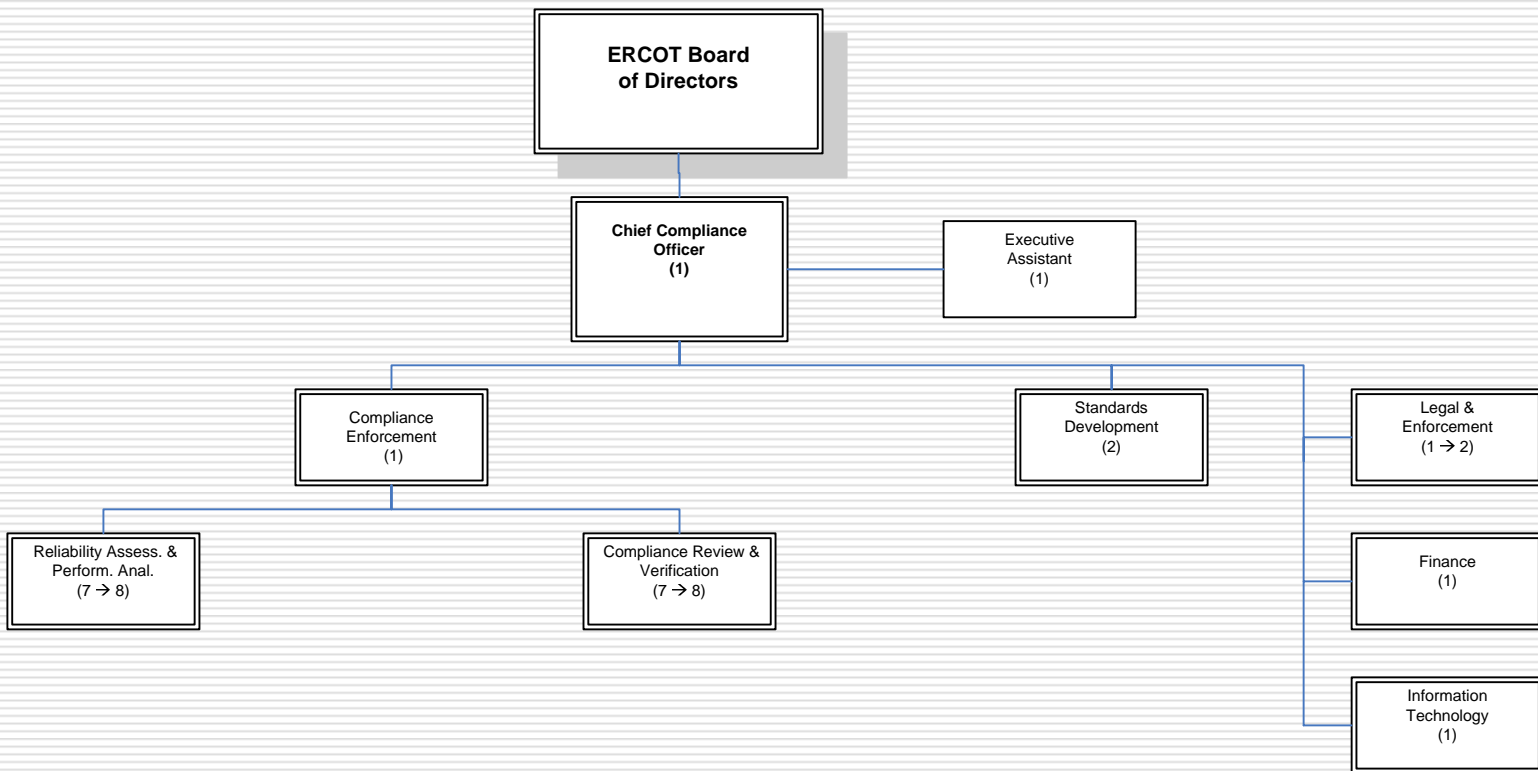 ERCOT Board
of Directors
Chief Compliance
Officer
(1)
Executive
Assistant
(1)
Compliance
Enforcement
(1)
Standards
Development
(2)
Legal &
Enforcement
(1 → 2)
Reliability Assess. &
Perform. Anal.
(7 → 8)
Compliance Review &
Verification
(7 → 8)
Finance
(1)
Information
Technology
(1)